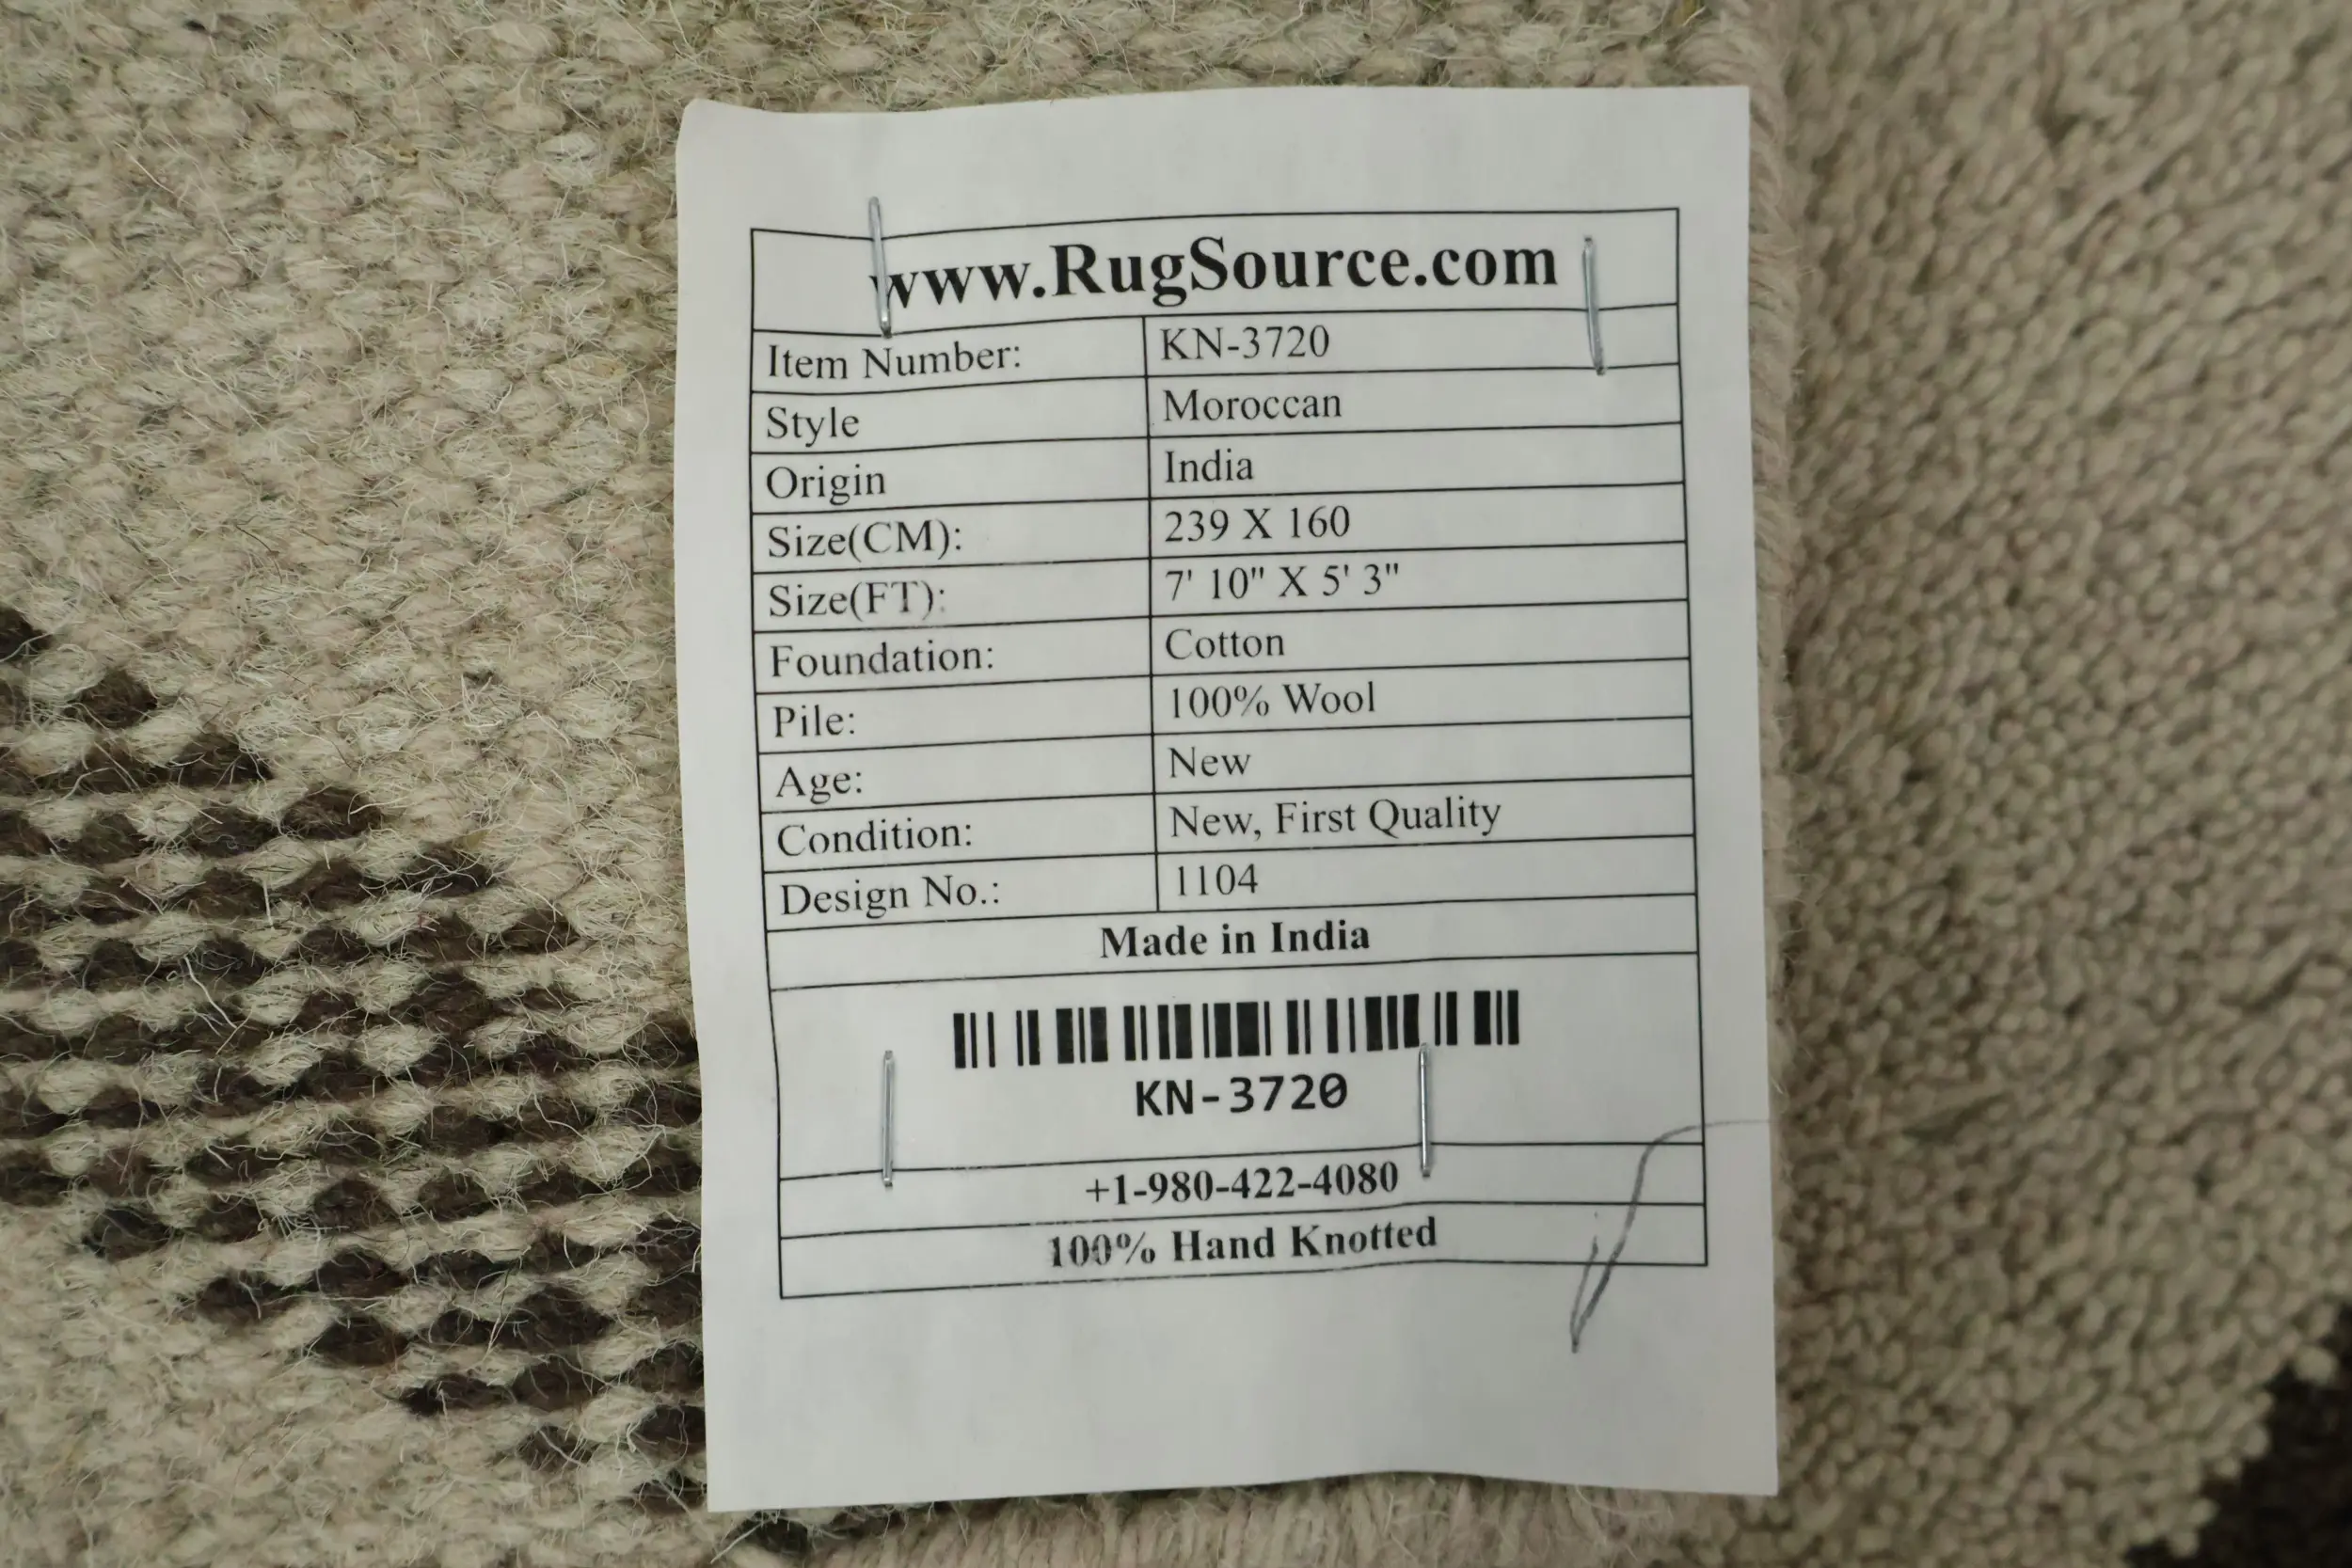 www.RugSource.com
Item Number: KN-3720
Style Moroccan
Origin India
Size(CM): 239 X 160
Size(FT): 7' 10" X 5' 3"
Foundation: Cotton
Pile: 100% Wool
Age: New
Condition: New, First Quality
Design No.: 1104
Made in India
KN-3720
+1-980-422-4080
100% Hand Knotted